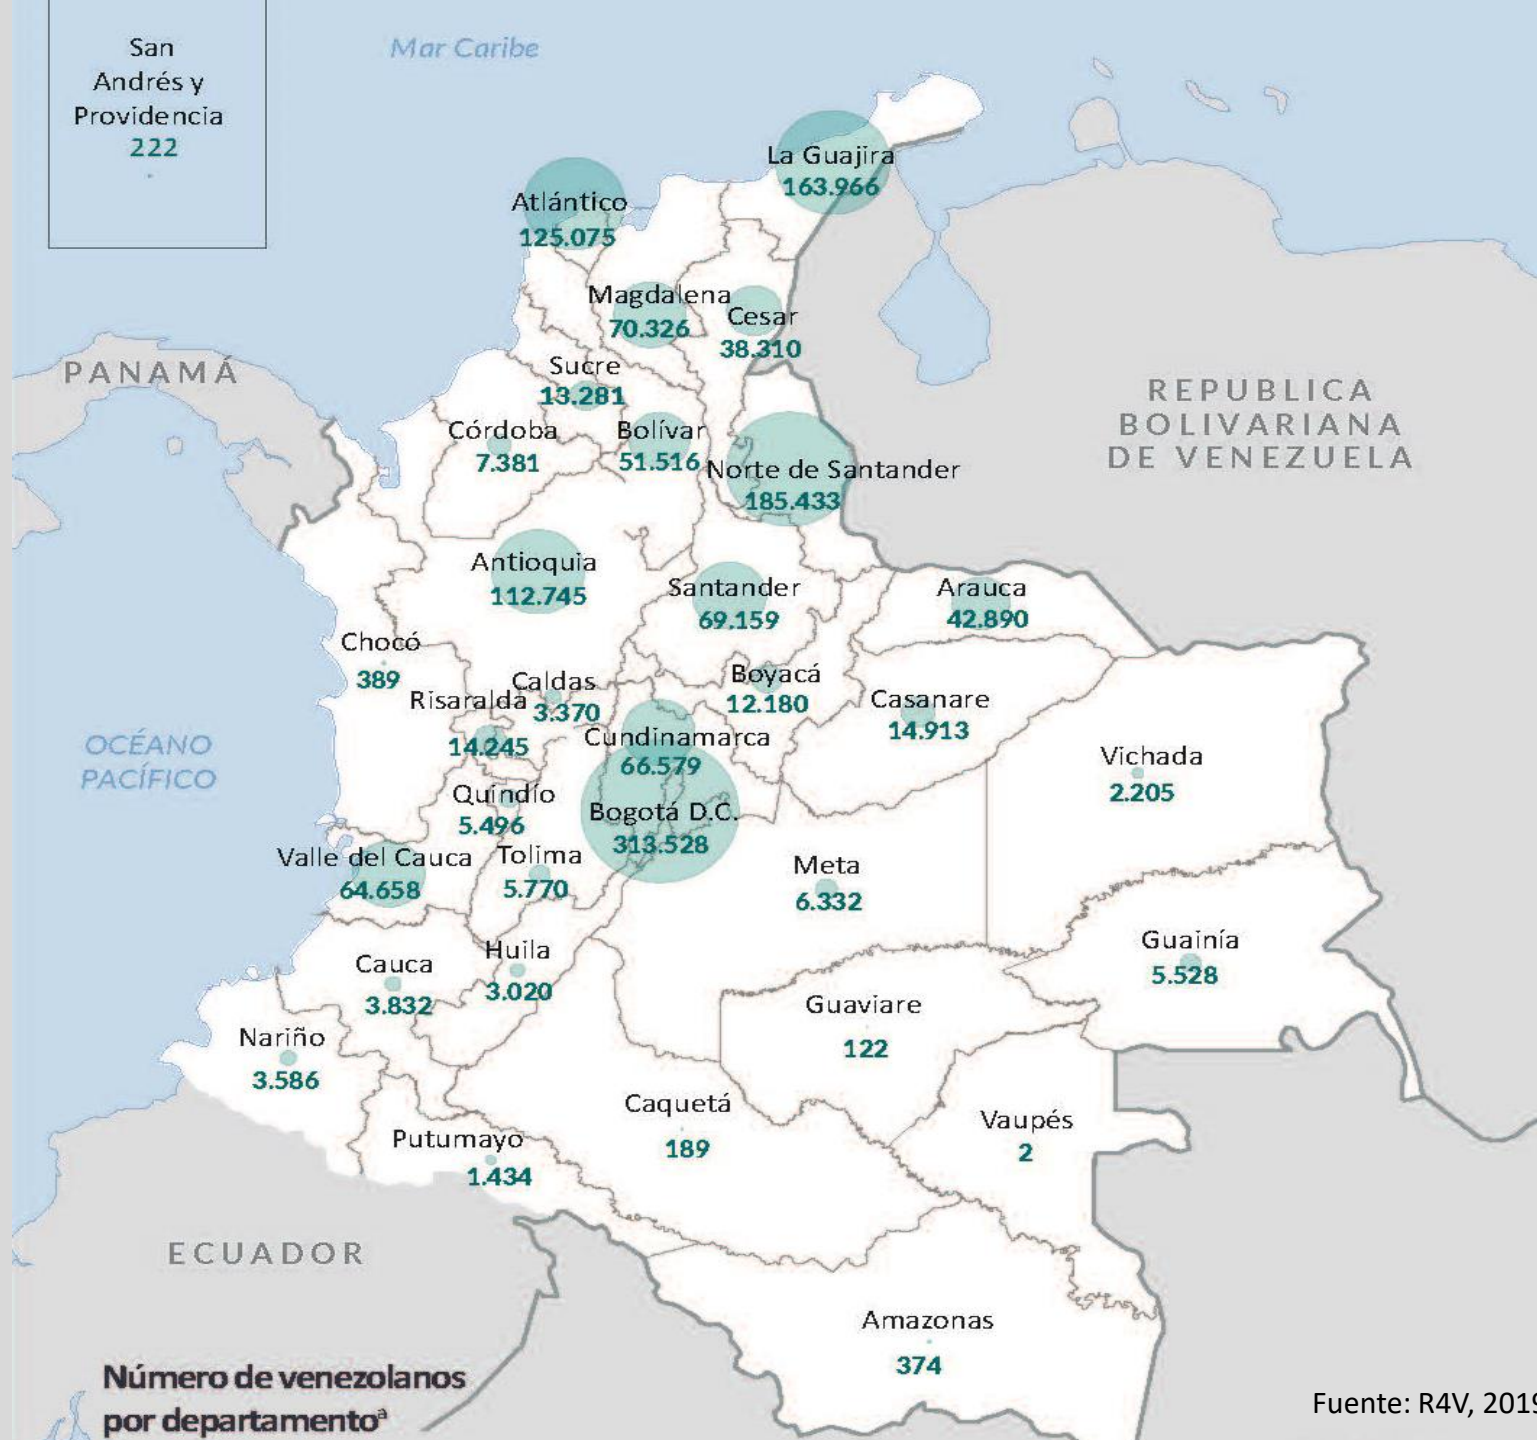 San
Andrés y
Providencia
222
Mar Caribe
La Guajira
163.966
Atlántico
125.075
Magdalena
70.326
Cesar
38.310
PANAMÁ
Sucre
13.281
REPUBLICA
BOLIVARIANA
DE VENEZUELA
Córdoba
7.381
Bolívar
51.516
Norte de Santander
185.433
Antioquia
112.745
Santander
69.159
Arauca
42.890
Chocó
389
Caldas
3.370
Risaralda
14.245
Boyacá
12.180
Casanare
14.913
Cundinamarca
66.579
OCÉANO
PACÍFICO
Vichada
2.205
Quindío
5.496
Bogotá D.C.
313.528
Valle del Cauca
64.658
Tolima
5.770
Meta
6.332
Guainía
5.528
Cauca
3.832
Huila
3.020
Guaviare
122
Nariño
3.586
Caquetá
189
Vaupés
2
Putumayo
1.434
ECUADOR
Amazonas
374
Número de venezolanos
por departamentoª
Fuente: R4V, 2019